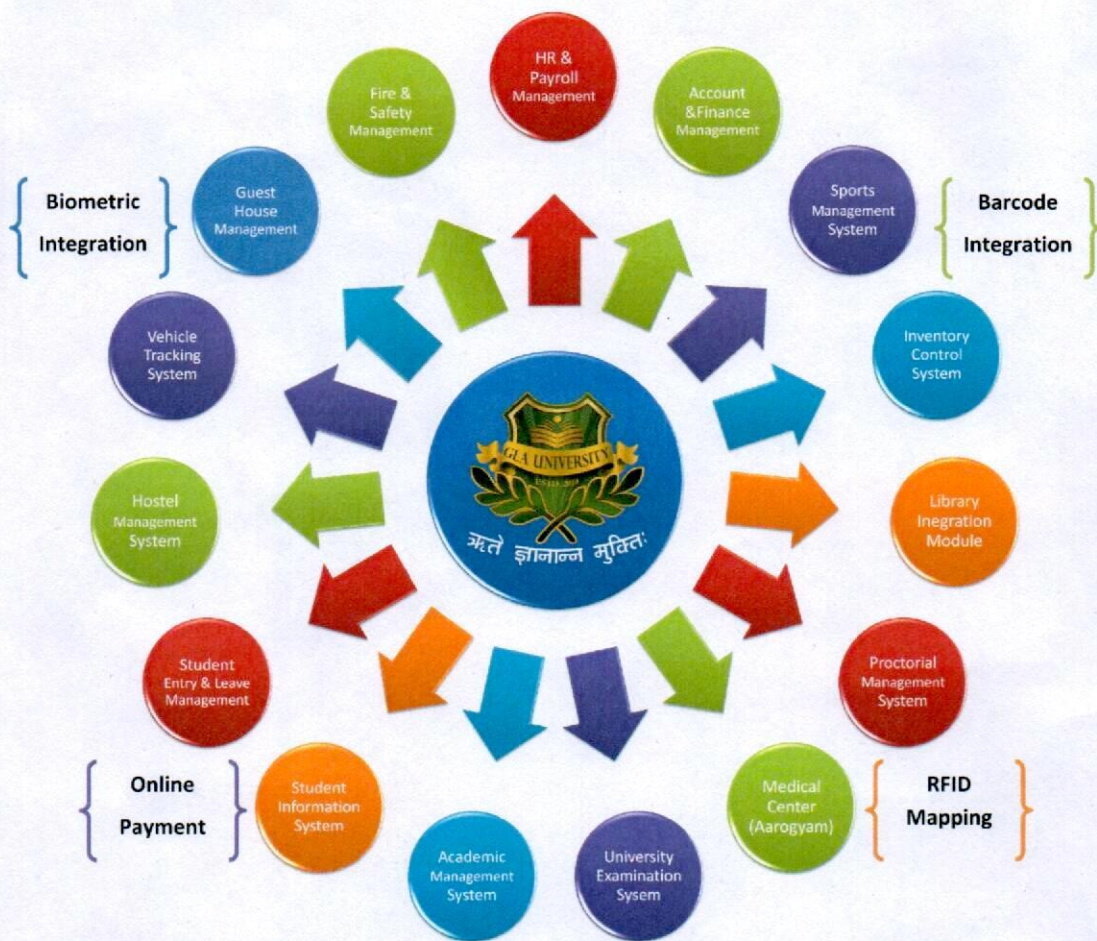 HR &
Payroll
Management
Account
&Finance
Management
Sports
Management
System
Barcode
Integration
Inventory
Control
System
Library
Inegration
Module
Proctorial
Management
System
RFID
Mapping
Medical
Center
(Aarogyam)
University
Examination
Sysem
Academic
Management
System
Student
Information
System
Online
Payment
Student
Entry & Leave
Management
Hostel
Management
System
Vehicle
Tracking
System
Biometric
Integration
Guest
House
Management
Fire &
Safety
Management
GLA UNIVERSITY
ऋते ज्ञानान्न मुक्तिः